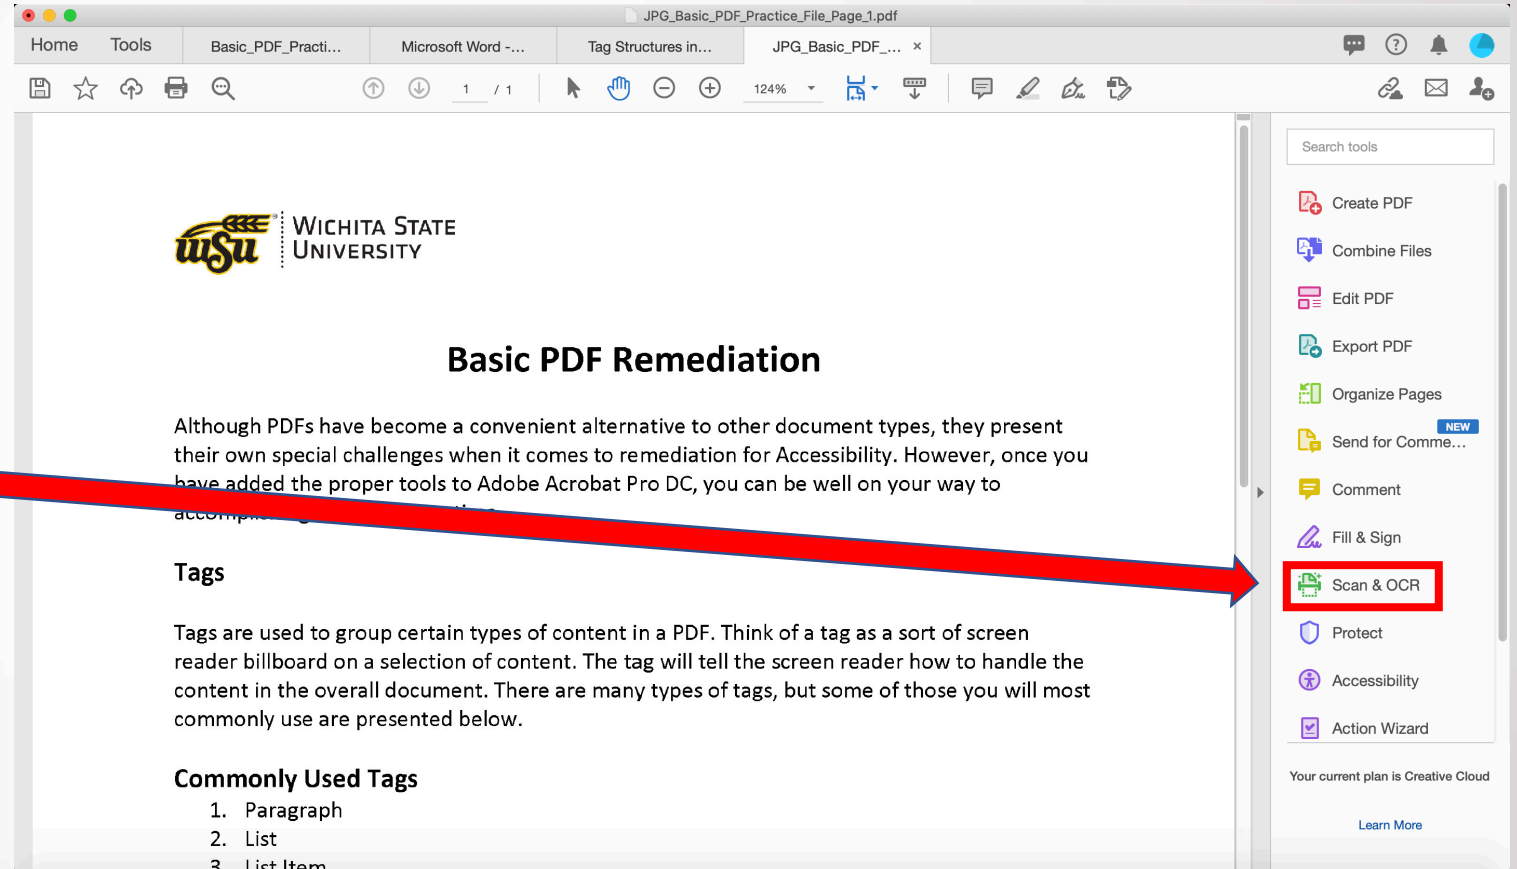 JPG_Basic_PDF_Practice_File_Page_1.pdf
Home Tools Basic_PDF_Practi... Microsoft Word -... Tag Structures in... JPG_Basic_PDF_... ×
1 / 1 124%
Search tools
Create PDF
Combine Files
Edit PDF
Export PDF
Organize Pages
NEW
Send for Comme...
Comment
Fill & Sign
Scan & OCR
Protect
Accessibility
Action Wizard
Your current plan is Creative Cloud
Learn More
WSU
WICHITA STATE
UNIVERSITY
Basic PDF Remediation
Although PDFs have become a convenient alternative to other document types, they present
their own special challenges when it comes to remediation for Accessibility. However, once you
have added the proper tools to Adobe Acrobat Pro DC, you can be well on your way to
Tags
Tags are used to group certain types of content in a PDF. Think of a tag as a sort of screen
reader billboard on a selection of content. The tag will tell the screen reader how to handle the
content in the overall document. There are many types of tags, but some of those you will most
commonly use are presented below.
Commonly Used Tags
1. Paragraph
2. List
3. List Item